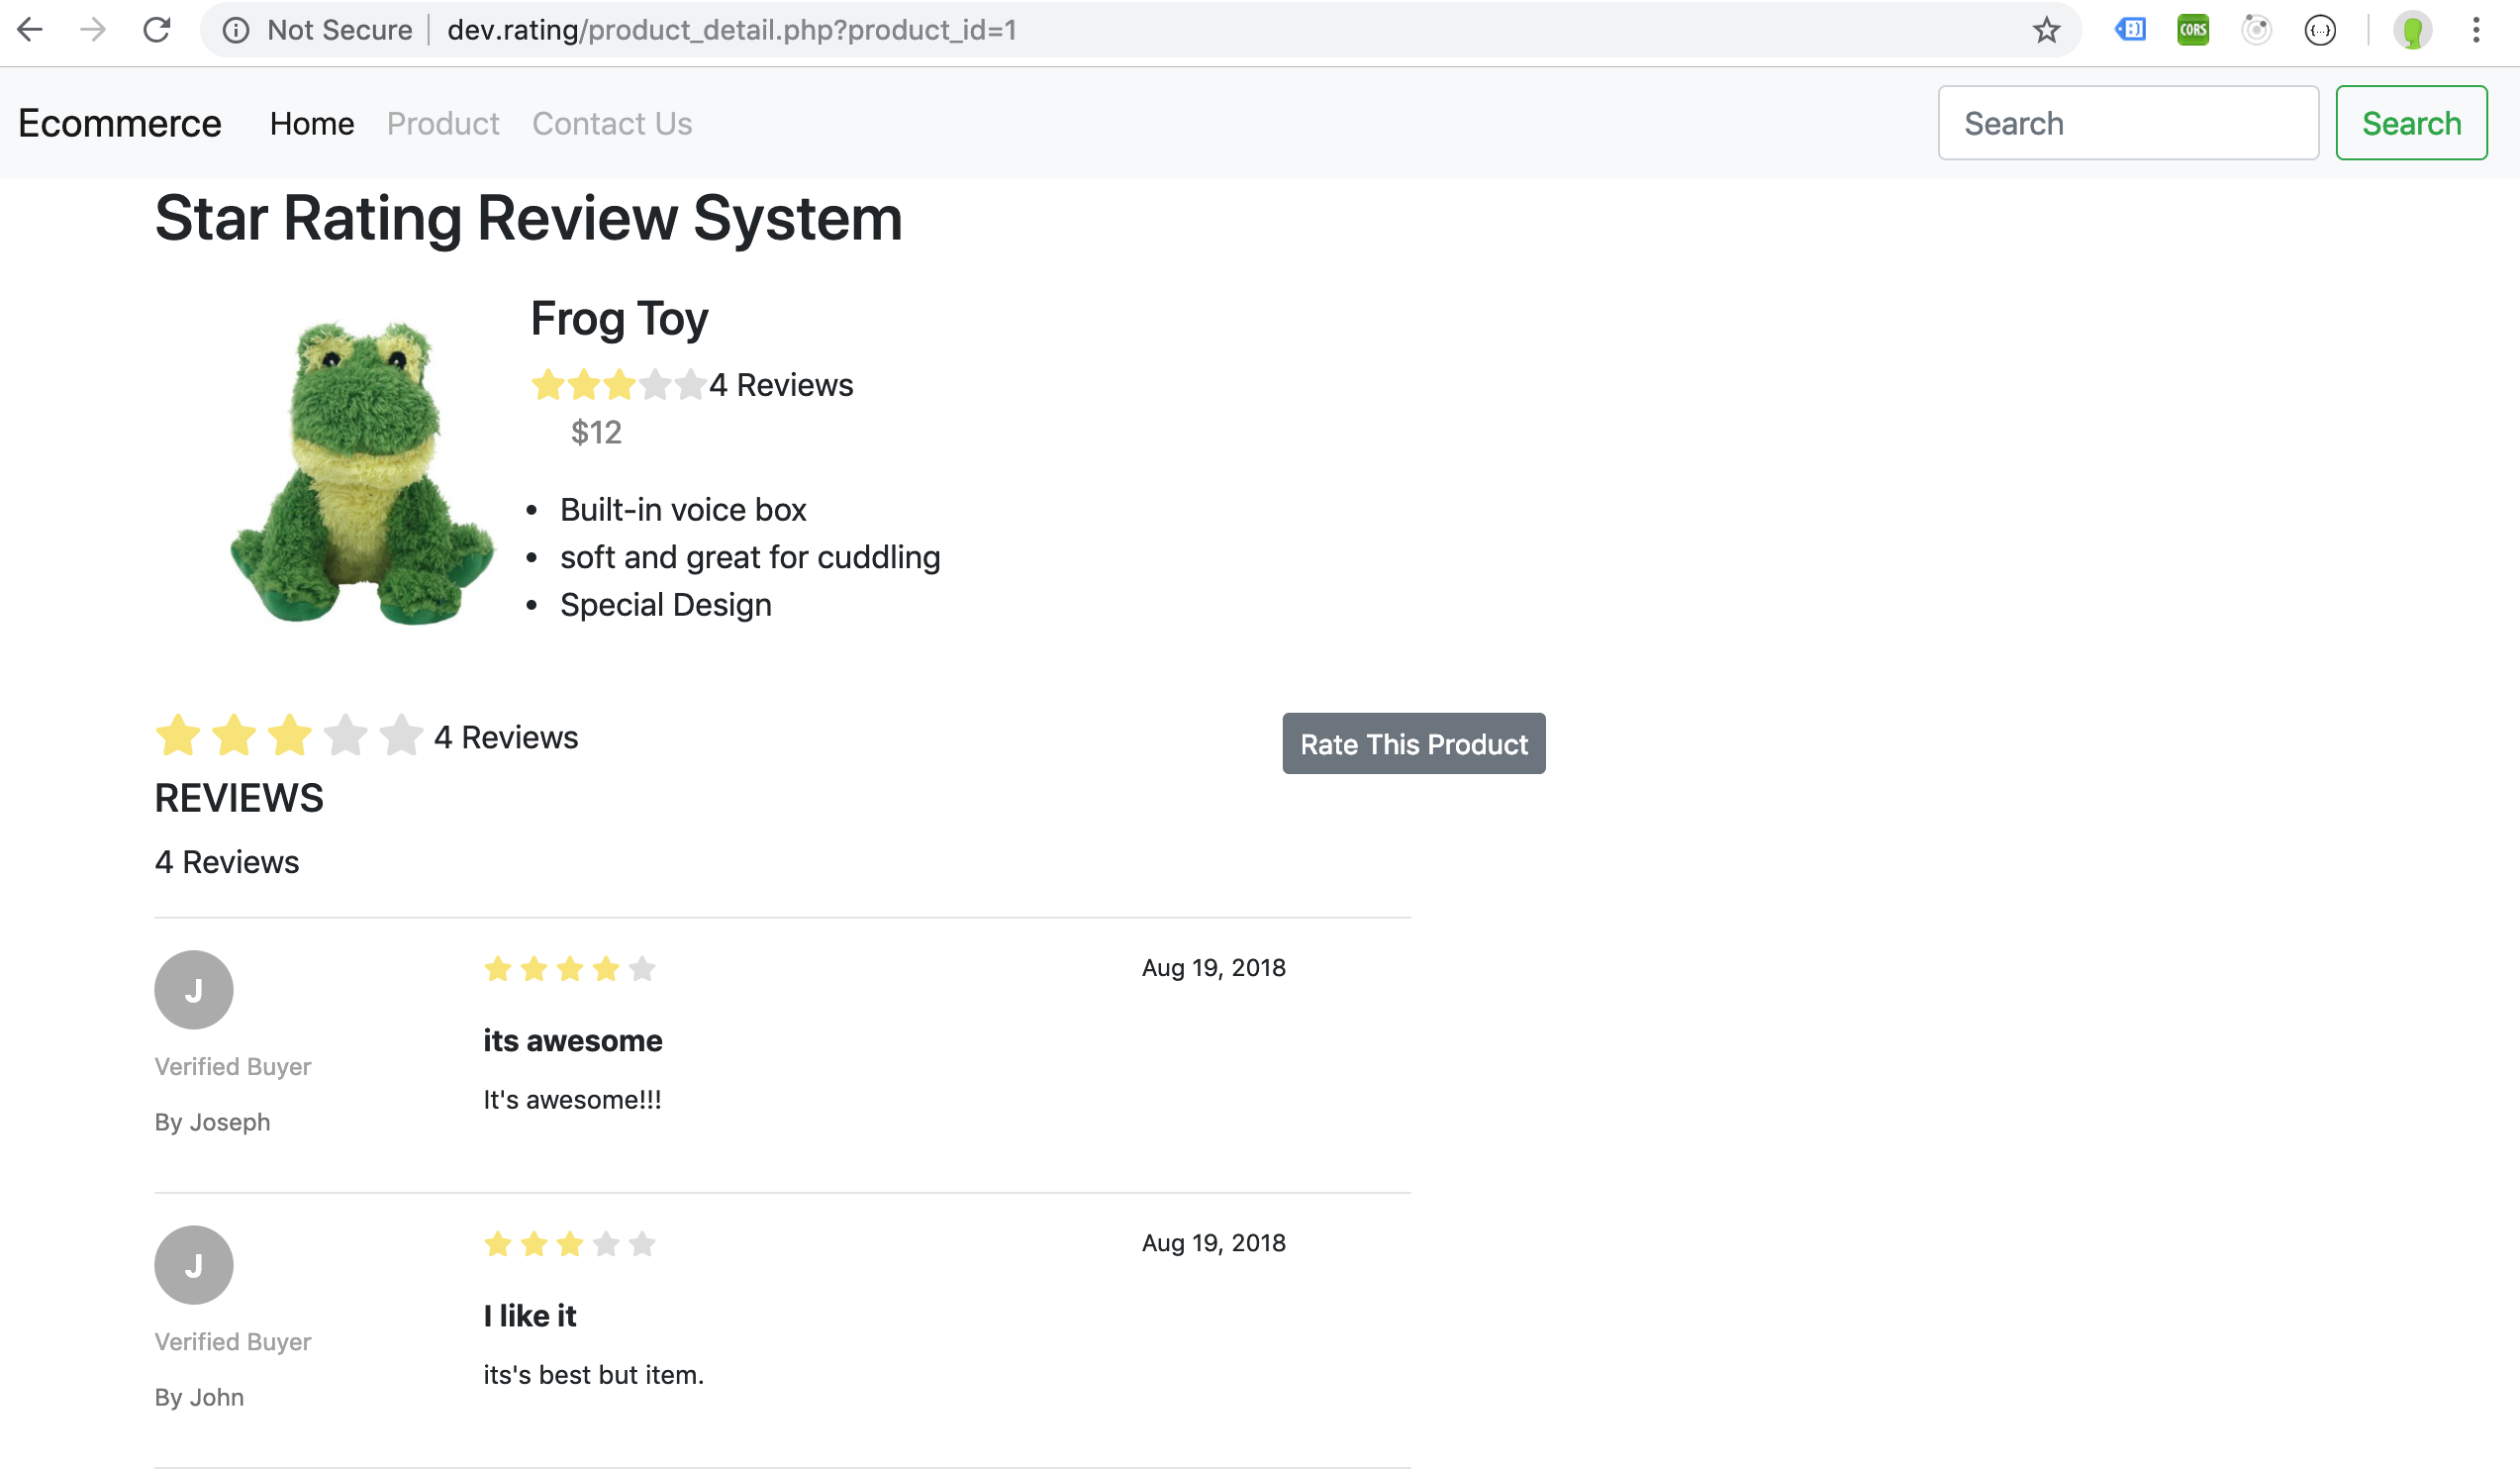 Not Secure | dev.rating/product_detail.php?product_id=1
CORS
{...}
Ecommerce Home Product Contact Us Search Search
Star Rating Review System
Frog Toy
4 Reviews
$12
• Built-in voice box
• soft and great for cuddling
• Special Design
4 Reviews
Rate This Product
REVIEWS
4 Reviews
J
Aug 19, 2018
its awesome
Verified Buyer
It's awesome!!!
By Joseph
J
Aug 19, 2018
I like it
Verified Buyer
its's best but item.
By John